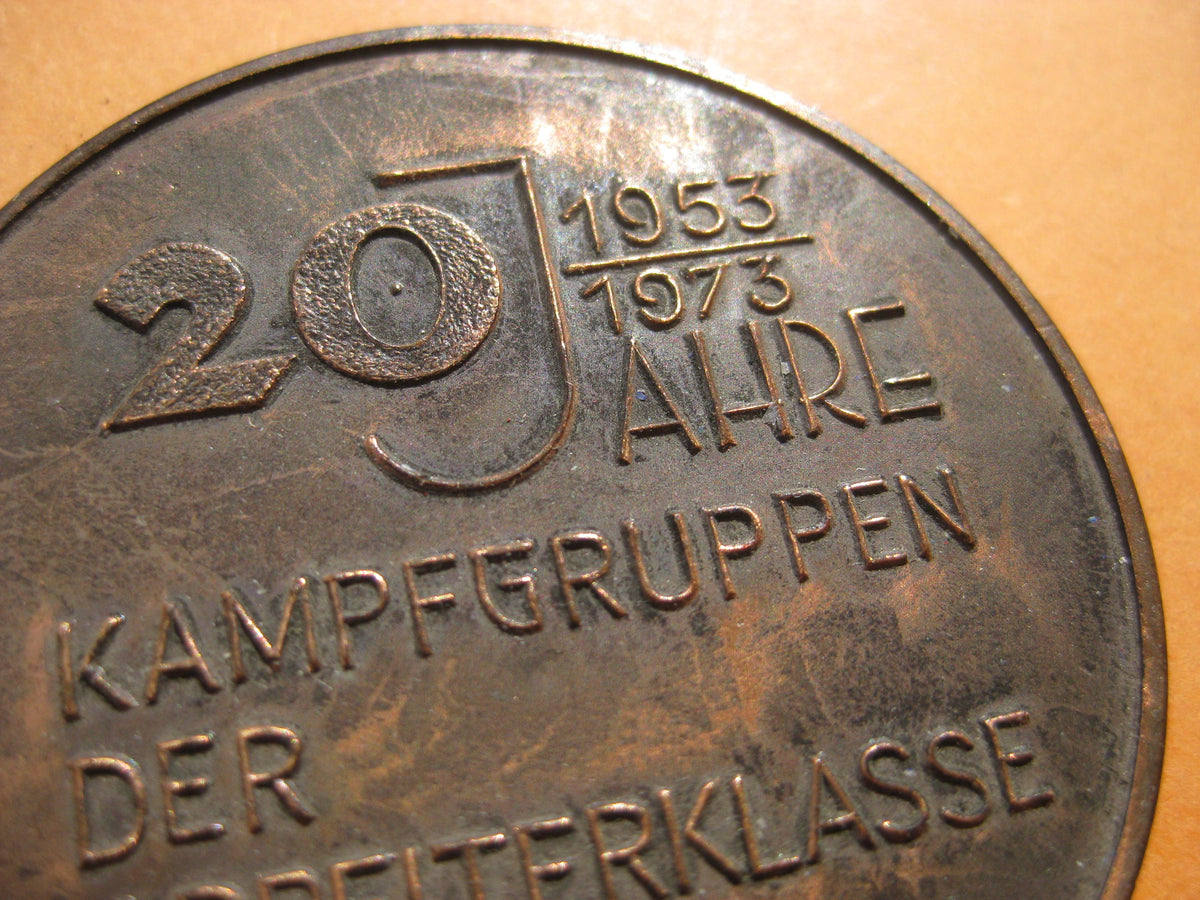 1953
20 JAHRE
1973
KAMPFGRUPPEN
DER
ARBEITERKLASSE